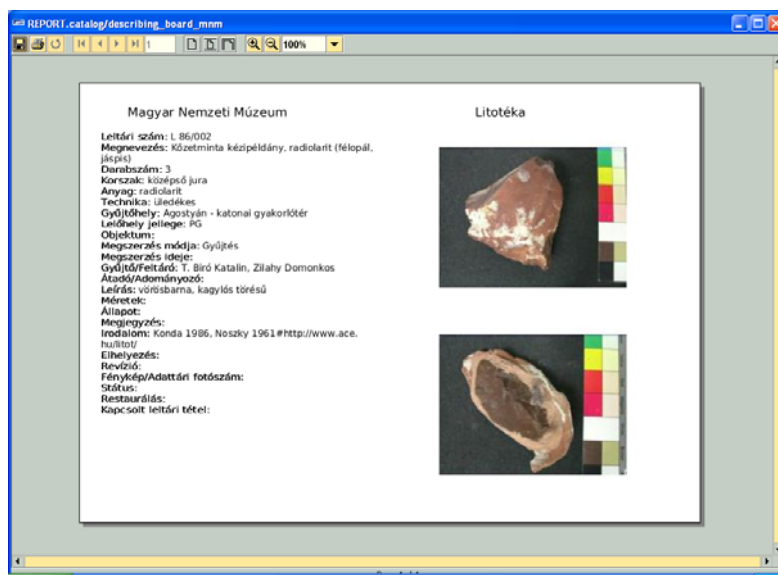 REPORT.catalog/describing_board_mnm
1
100%
Magyar Nemzeti Múzeum
Litotéka
Leltári szám: L 86/002
Megnevezés: Kőzetminta kézipéldány, radiolarit (félopál,
jáspis)
Darabszám: 3
Korszak: középső jura
Anyag: radiolarit
Technika: üledékes
Gyűjtőhely: Agostyán - katonai gyakorlótér
Lelőhely jellege: PG
Objektum:
Megszerzés módja: Gyűjtés
Megszerzés ideje:
Gyűjtő/Feltáró: T. Biró Katalin, Zilahy Domonkos
Átadó/Adományozó:
Leírás: vörösbarna, kagylós törésű
Méretek:
Állapot:
Megjegyzés:
Irodalom: Konda 1986, Noszky 1961#http://www.ace.
hu/litot/
Elhelyezés:
Revízió:
Fénykép/Adattári fotószám:
Státus:
Restaurálás:
Kapcsolt leltári tétel: